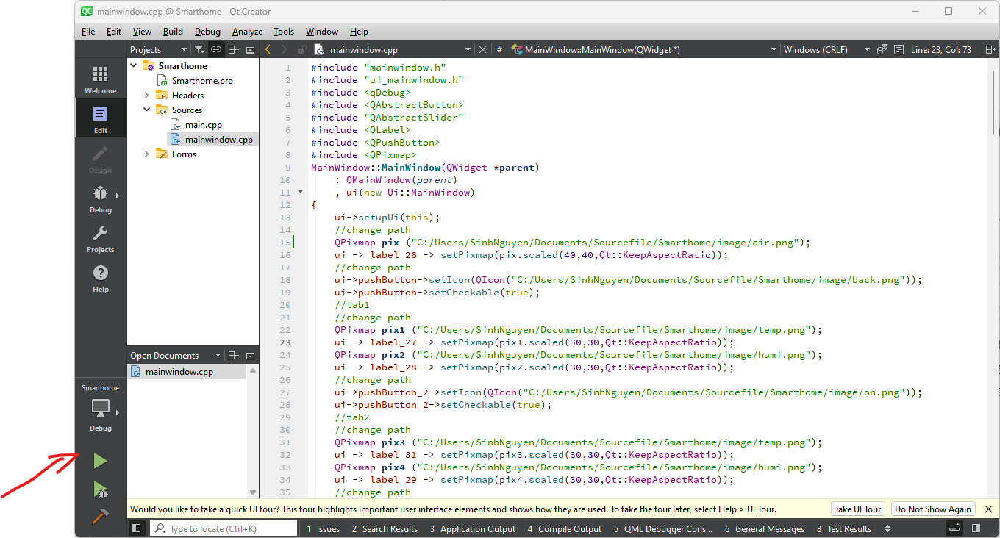 QC mainwindow.cpp @ Smarthome - Qt Creator
File Edit View Build Debug Analyze Tools Window Help
Projects mainwindow.cpp # MainWindow::MainWindow(QWidget *) Windows (CRLF) Line: 23, Col: 73
Welcome
Edit
Design
Debug
Projects
Help
Smarthome
Debug
Smarthome
Smarthome.pro
Headers
Sources
main.cpp
mainwindow.cpp
Forms
Open Documents
mainwindow.cpp
1 #include "mainwindow.h"
2 #include "ui_mainwindow.h"
3 #include <qDebug>
4 #include <QAbstractButton>
5 #include "QAbstractSlider"
6 #include <QLabel>
7 #include <QPushButton>
8 #include <QPixmap>
9 MainWindow::MainWindow(QWidget *parent)
10 : QMainWindow(parent)
11 , ui(new Ui::MainWindow)
12 {
13 ui->setupUi(this);
14 //change path
15 QPixmap pix ("C:/Users/SinhNguyen/Documents/Sourcefile/Smarthome/image/air.png");
16 ui -> label_26 -> setPixmap(pix.scaled(40,40,Qt::KeepAspectRatio));
17 //change path
18 ui->pushButton->setIcon(QIcon("C:/Users/SinhNguyen/Documents/Sourcefile/Smarthome/image/back.png"));
19 ui->pushButton->setCheckable(true);
20 //tab1
21 //change path
22 QPixmap pix1 ("C:/Users/SinhNguyen/Documents/Sourcefile/Smarthome/image/temp.png");
23 ui -> label_27 -> setPixmap(pix1.scaled(30,30,Qt::KeepAspectRatio));
24 QPixmap pix2 ("C:/Users/SinhNguyen/Documents/Sourcefile/Smarthome/image/humi.png");
25 ui -> label_28 -> setPixmap(pix2.scaled(30,30,Qt::KeepAspectRatio));
26 //change path
27 ui->pushButton_2->setIcon(QIcon("C:/Users/SinhNguyen/Documents/Sourcefile/Smarthome/image/on.png"));
28 ui->pushButton_2->setCheckable(true);
29 //tab2
30 //change path
31 QPixmap pix3 ("C:/Users/SinhNguyen/Documents/Sourcefile/Smarthome/image/temp.png");
32 ui -> label_31 -> setPixmap(pix3.scaled(30,30,Qt::KeepAspectRatio));
33 QPixmap pix4 ("C:/Users/SinhNguyen/Documents/Sourcefile/Smarthome/image/humi.png");
34 ui -> label_29 -> setPixmap(pix4.scaled(30,30,Qt::KeepAspectRatio));
35 //change path
Would you like to take a quick UI tour? This tour highlights important user interface elements and shows how they are used. To take the tour later, select Help > UI Tour. Take UI Tour Do Not Show Again
Type to locate (Ctrl+K) 1 Issues 2 Search Results 3 Application Output 4 Compile Output 5 QML Debugger Cons... 6 General Messages 8 Test Results